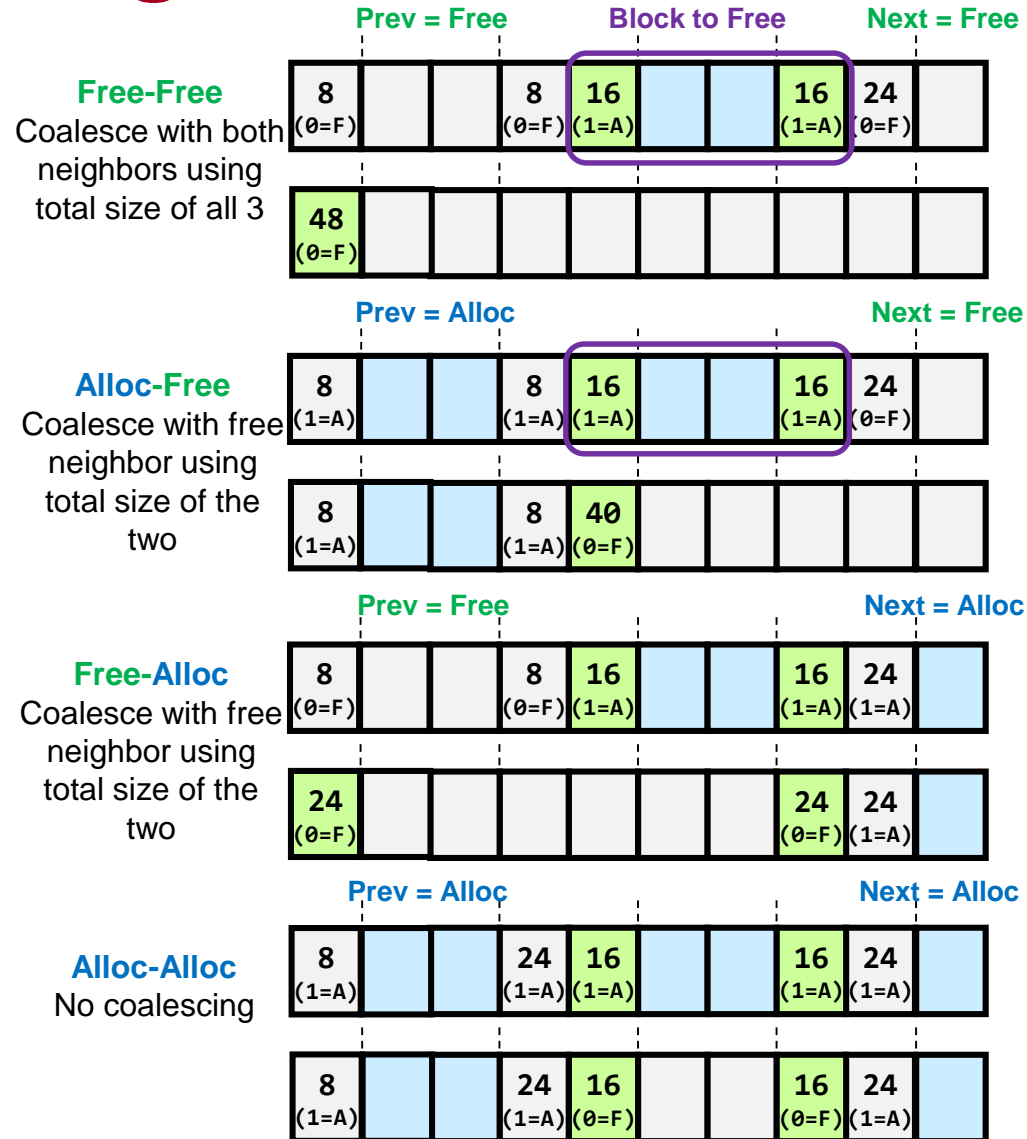 Prev = Free Block to Free Next = Free
Free-Free
Coalesce with both
neighbors using
total size of all 3
8 8 16 16 24
(0=F) (0=F) (1=A) (1=A) (0=F)
48
(0=F)
Prev = Alloc Next = Free
Alloc-Free
Coalesce with free
neighbor using
total size of the
two
8 8 16 16 24
(1=A) (1=A) (1=A) (1=A) (0=F)
8 8 40
(1=A) (1=A) (0=F)
Prev = Free Next = Alloc
Free-Alloc
Coalesce with free
neighbor using
total size of the
two
8 8 16 16 24
(0=F) (0=F) (1=A) (1=A) (1=A)
24 24 24
(0=F) (0=F) (1=A)
Prev = Alloc Next = Alloc
Alloc-Alloc
No coalescing
8 24 16 16 24
(1=A) (1=A) (1=A) (1=A) (1=A)
8 24 16 16 24
(1=A) (1=A) (0=F) (0=F) (1=A)